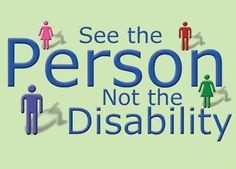 See the
Person
Not the
Disability